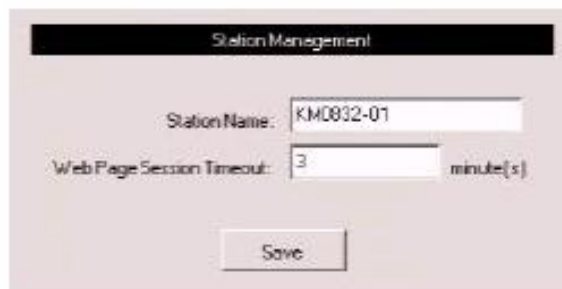 Station Management
Station Name: KM0832-01
Web Page Session Timeout: 3 minute(s)
Save